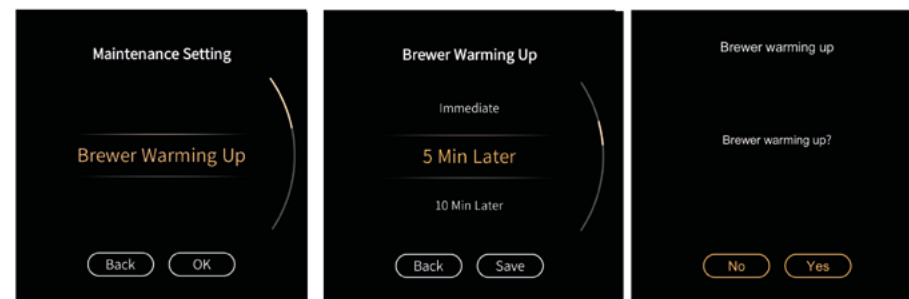 Maintenance Setting
Brewer Warming Up
Back
OK
Brewer Warming Up
Immediate
5 Min Later
10 Min Later
Back
Save
Brewer warming up
Brewer warming up?
No
Yes